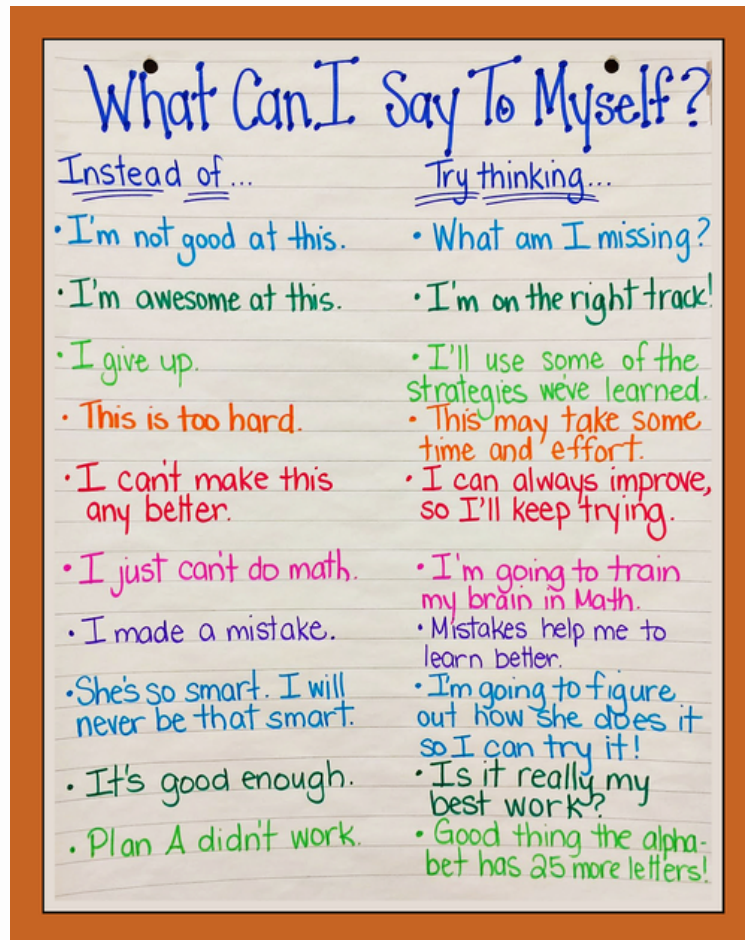 What Can I Say To Myself?
Instead of...
Try thinking...
• I'm not good at this.
• What am I missing?
• I'm awesome at this.
• I'm on the right track!
• I give up.
• I'll use some of the
strategies we've learned.
• This is too hard.
• This may take some
time and effort.
• I can't make this
any better.
• I can always improve,
so I'll keep trying.
• I just can't do math.
• I'm going to train
my brain in Math.
• I made a mistake.
• Mistakes help me to
learn better.
• She's so smart. I will
never be that smart.
• I'm going to figure
out how she does it
so I can try it!
• It's good enough.
• Is it really my
best work?
• Plan A didn't work.
• Good thing the alpha-
bet has 25 more letters!